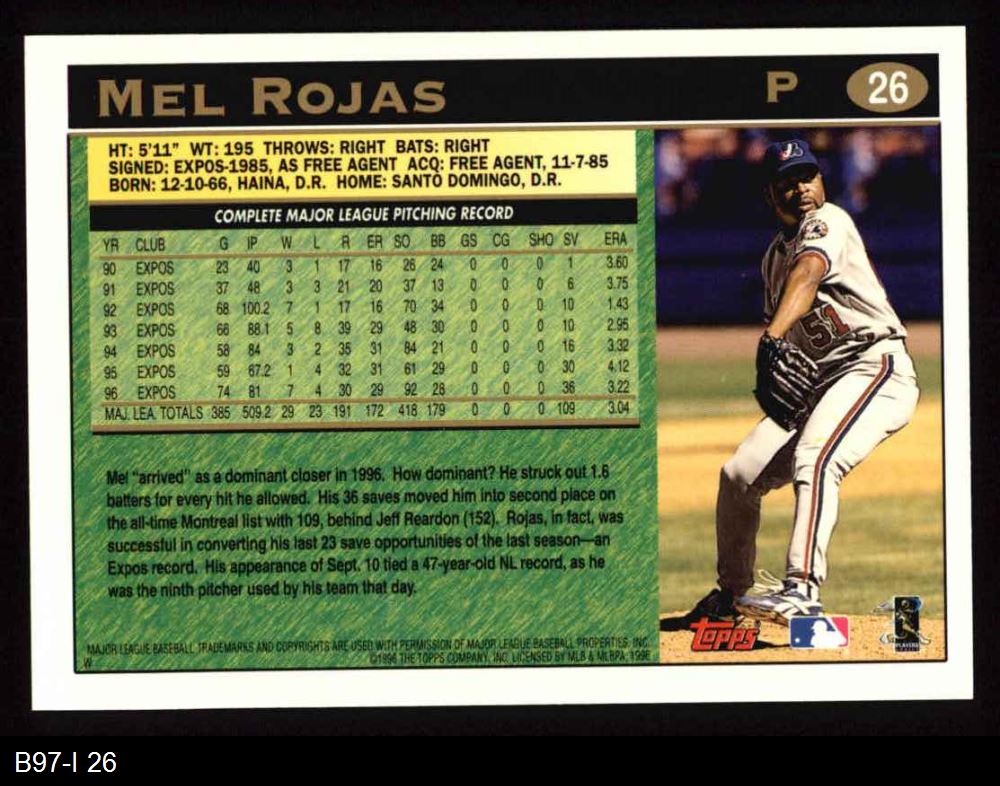 MEL ROJAS P 26
HT: 5'11" WT: 195 THROWS: RIGHT BATS: RIGHT
SIGNED: EXPOS-1985, AS FREE AGENT ACQ: FREE AGENT, 11-7-85
BORN: 12-10-66, HAINA, D.R. HOME: SANTO DOMINGO, D.R.
COMPLETE MAJOR LEAGUE PITCHING RECORD
YR CLUB G IP W L R ER SO BB GS CG SHO SV ERA
90 EXPOS 23 40 3 1 17 16 26 24 0 0 0 1 3.60
91 EXPOS 37 48 3 3 21 20 37 13 0 0 0 6 3.75
92 EXPOS 68 100.2 7 1 17 16 70 34 0 0 0 10 1.43
93 EXPOS 66 88.1 5 8 39 29 48 30 0 0 0 10 2.95
94 EXPOS 58 84 3 2 35 31 84 21 0 0 0 16 3.32
95 EXPOS 59 67.2 1 4 32 31 61 29 0 0 0 30 4.12
96 EXPOS 74 81 7 4 30 29 92 28 0 0 0 36 3.22
MAJ. LEA. TOTALS 385 509.2 29 23 191 172 418 179 0 0 0 109 3.04
Mel "arrived" as a dominant closer in 1996. How dominant? He struck out 1.6
batters for every hit he allowed. His 36 saves moved him into second place on
the all-time Montreal list with 109, behind Jeff Reardon (152). Rojas, in fact, was
successful in converting his last 23 save opportunities of the last season—an
Expos record. His appearance of Sept. 10 tied a 47-year-old NL record, as he
was the ninth pitcher used by his team that day.
51
topps
MAJOR LEAGUE BASEBALL TRADEMARKS AND COPYRIGHTS ARE USED WITH PERMISSION OF MAJOR LEAGUE BASEBALL PROPERTIES, INC.
W ©1996 THE TOPPS COMPANY, INC. LICENSED BY MLB & MLBPA, 1996
B97-I 26